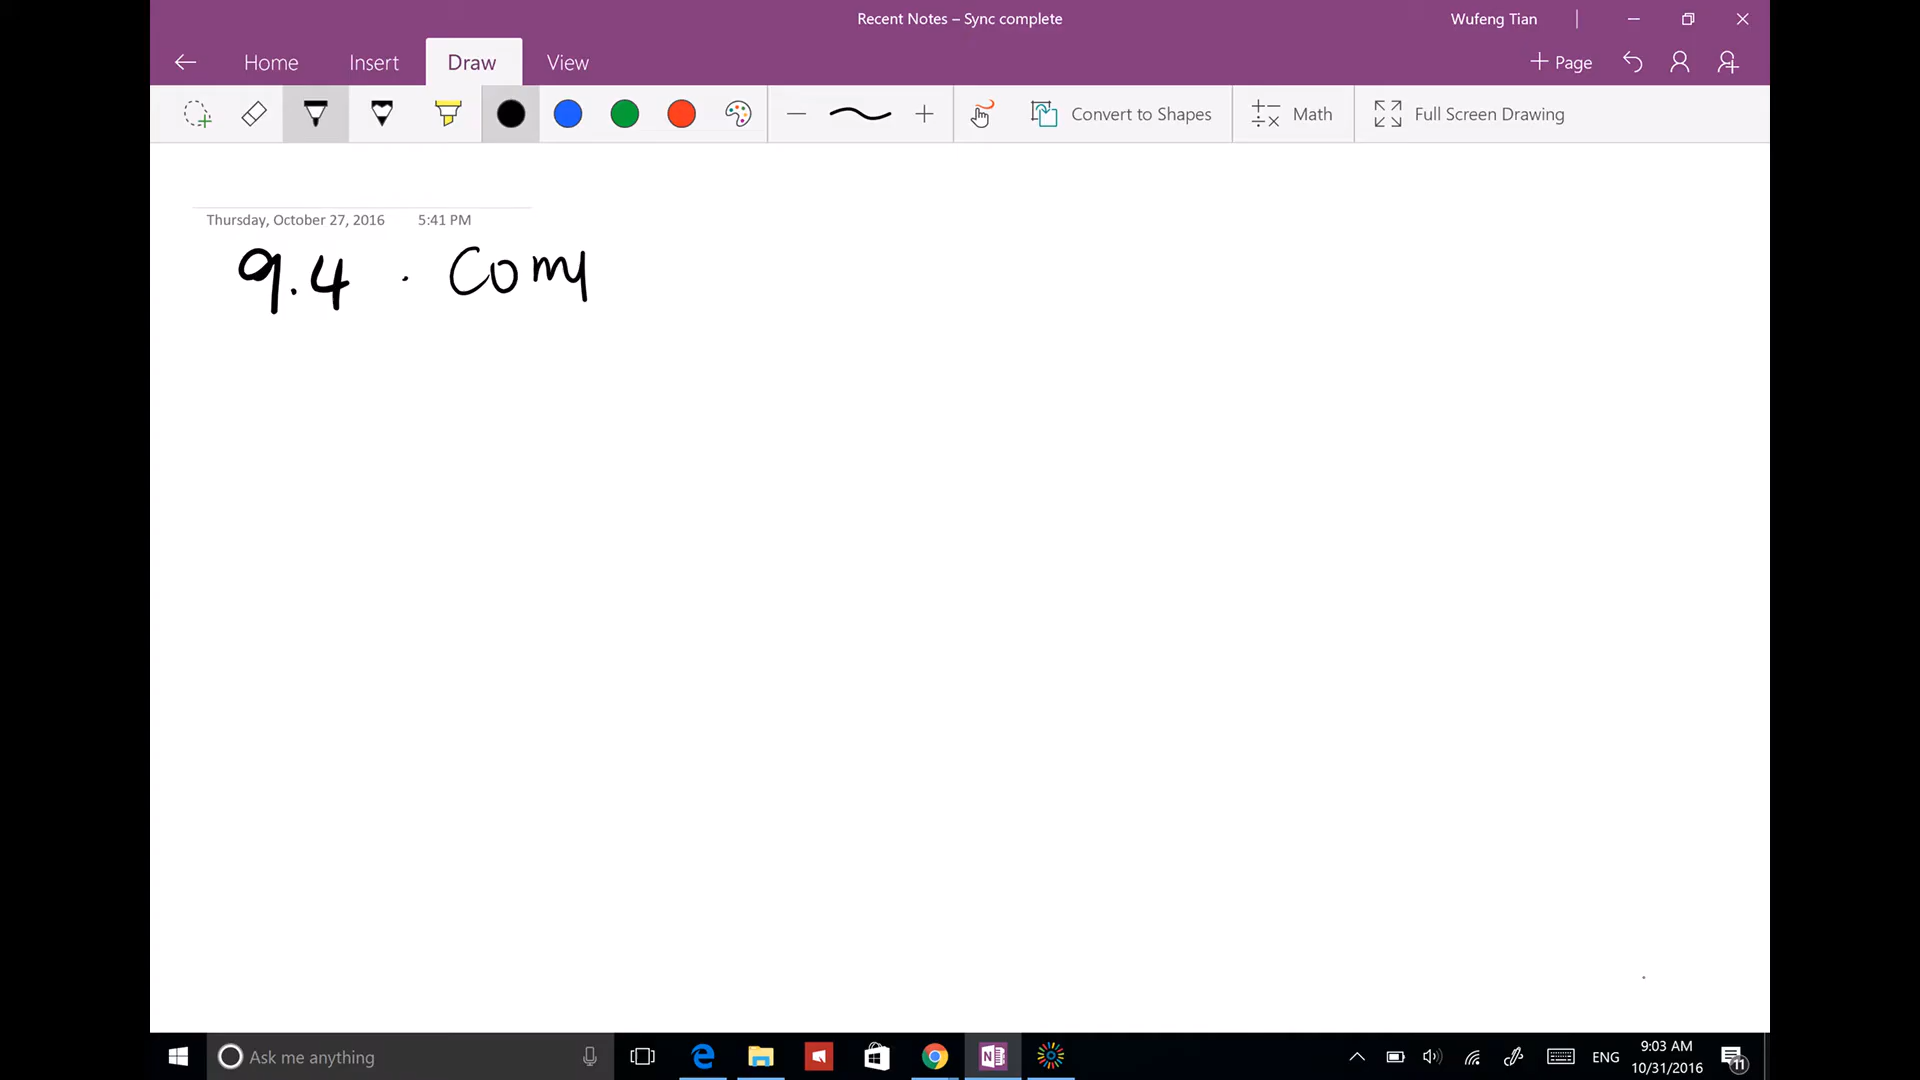 Recent Notes – Sync complete
Wufeng Tian
Home Insert Draw View
Page
Convert to Shapes
Math
Full Screen Drawing
Thursday, October 27, 2016 5:41 PM
9.4 . Com
Ask me anything
ENG
9:03 AM
10/31/2016
11